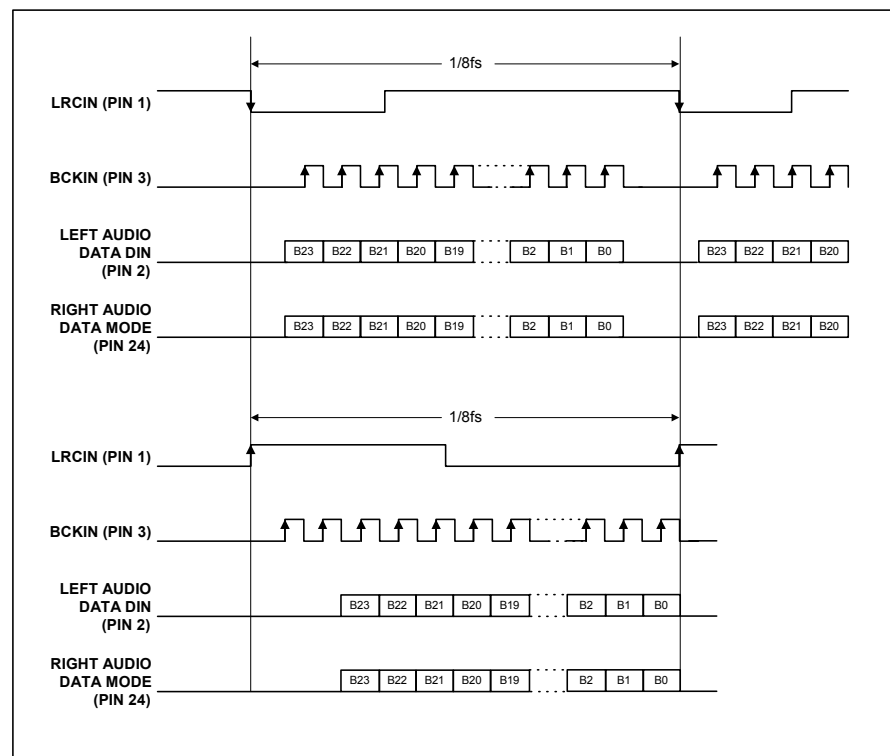 1/8fs
LRCIN (PIN 1)
BCKIN (PIN 3)
LEFT AUDIO
DATA DIN
(PIN 2)
B23 B22 B21 B20 B19 B2 B1 B0 B23 B22 B21 B20
RIGHT AUDIO
DATA MODE
(PIN 24)
B23 B22 B21 B20 B19 B2 B1 B0 B23 B22 B21 B20
1/8fs
LRCIN (PIN 1)
BCKIN (PIN 3)
LEFT AUDIO
DATA DIN
(PIN 2)
B23 B22 B21 B20 B19 B2 B1 B0
RIGHT AUDIO
DATA MODE
(PIN 24)
B23 B22 B21 B20 B19 B2 B1 B0